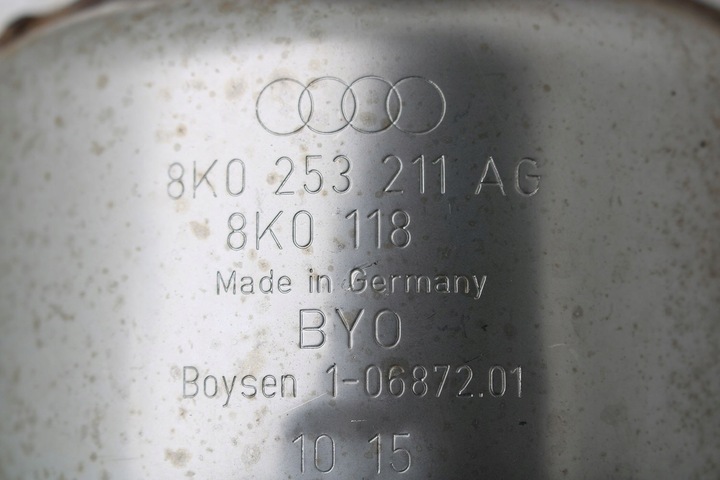 8K0 253 211 AG
8K0 118
Made in Germany
BYO
Boysen 1-06872.01
10 15